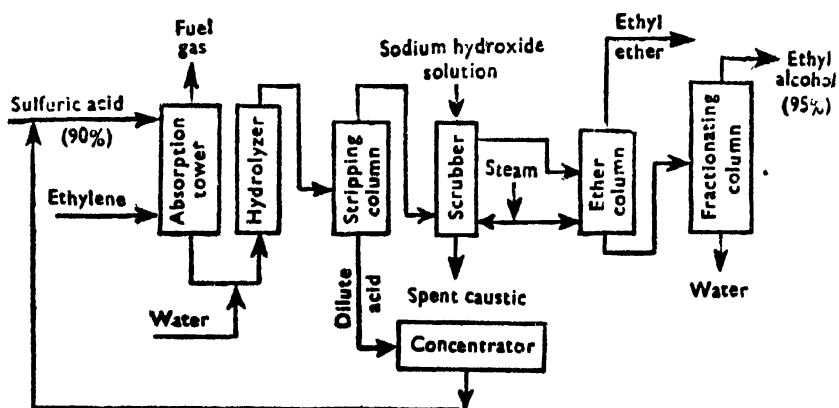 Fuel
gas
Sulfuric acid
(90%)
Ethylene
Absorption
tower
Water
Hydrolyzer
Stripping
column
Dilute
acid
Concentrator
Sodium hydroxide
solution
Scrubber
Spent caustic
Steam
Ether
column
Ethyl
ether
Fractionating
column
Ethyl
alcohol
(95%)
Water